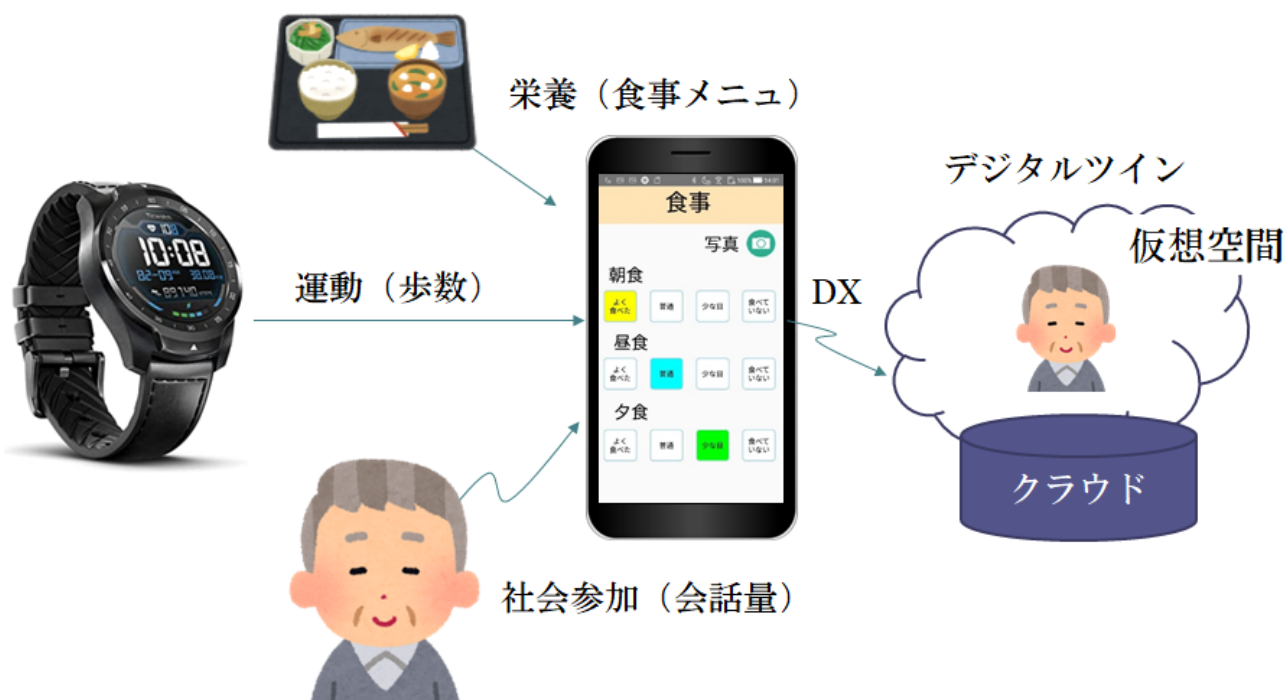 栄養（食事メニュ）
デジタルツイン
仮想空間
運動（歩数）
DX
社会参加（会話量）
クラウド
10:08
100% 14:01
食事
写真
朝食
よく
食べた
普通
少な目
食べて
いない
昼食
よく
食べた
普通
少な目
食べて
いない
夕食
よく
食べた
普通
少な目
食べて
いない